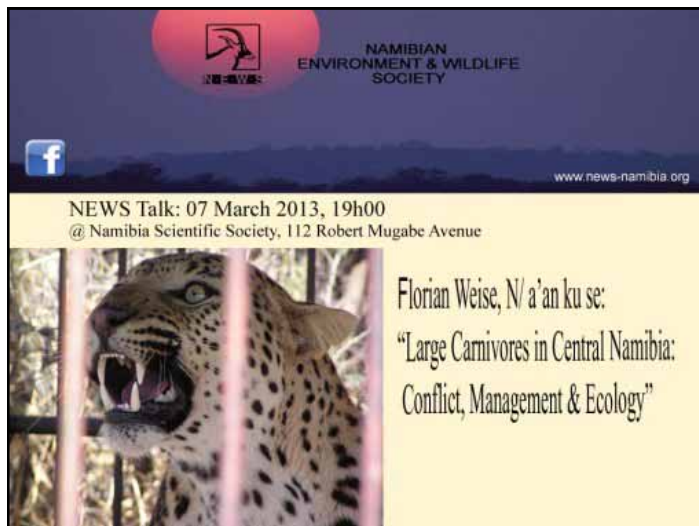 NAMIBIAN
ENVIRONMENT & WILDLIFE
SOCIETY
N E W S
f
www.news-namibia.org
NEWS Talk: 07 March 2013, 19h00
@ Namibia Scientific Society, 112 Robert Mugabe Avenue
Florian Weise, N/ a’an ku se:
“Large Carnivores in Central Namibia:
Conflict, Management & Ecology”